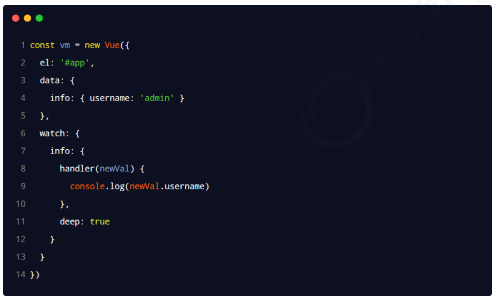 1 const vm = new Vue({
2   el: '#app',
3   data: {
4     info: { username: 'admin' }
5   },
6   watch: {
7     info: {
8       handler(newVal) {
9         console.log(newVal.username)
10       },
11       deep: true
12     }
13   }
14 })